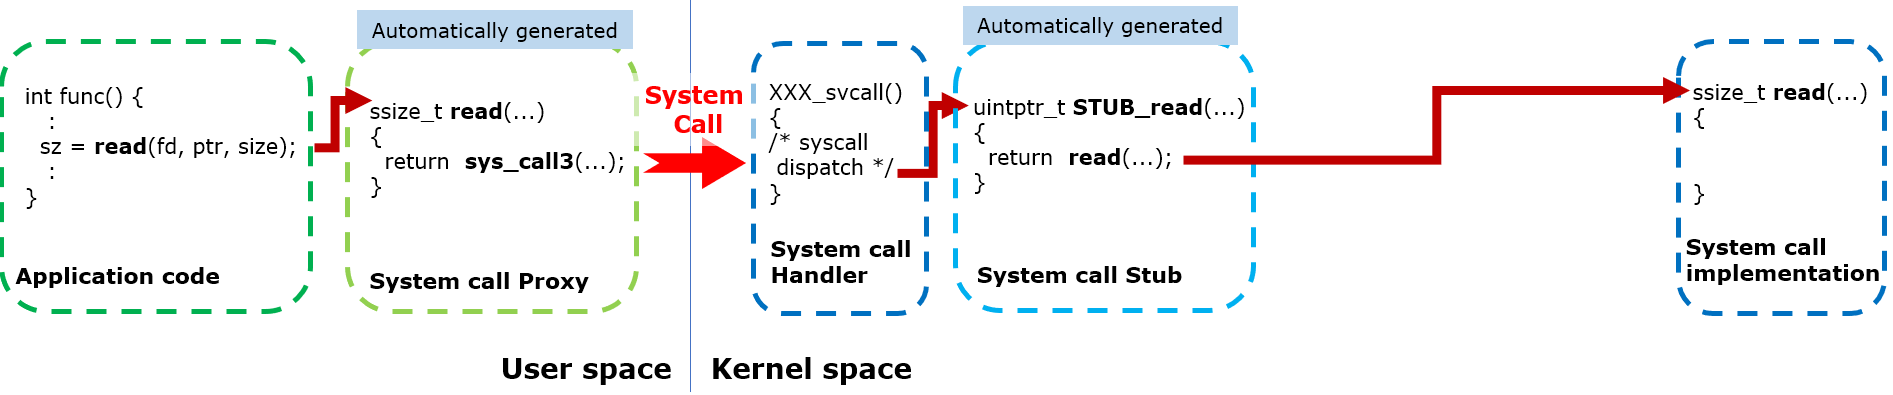 Automatically generated
Automatically generated
int func() {
:
sz = read(fd, ptr, size);
:
}
Application code
ssize_t read(...)
{
return sys_call3(...);
}
System call Proxy
System
Call
XXX_svcall()
{
/* syscall
dispatch */
}
System call
Handler
uintptr_t STUB_read(...)
{
return read(...);
}
System call Stub
ssize_t read(...)
{
}
System call
implementation
User space
Kernel space